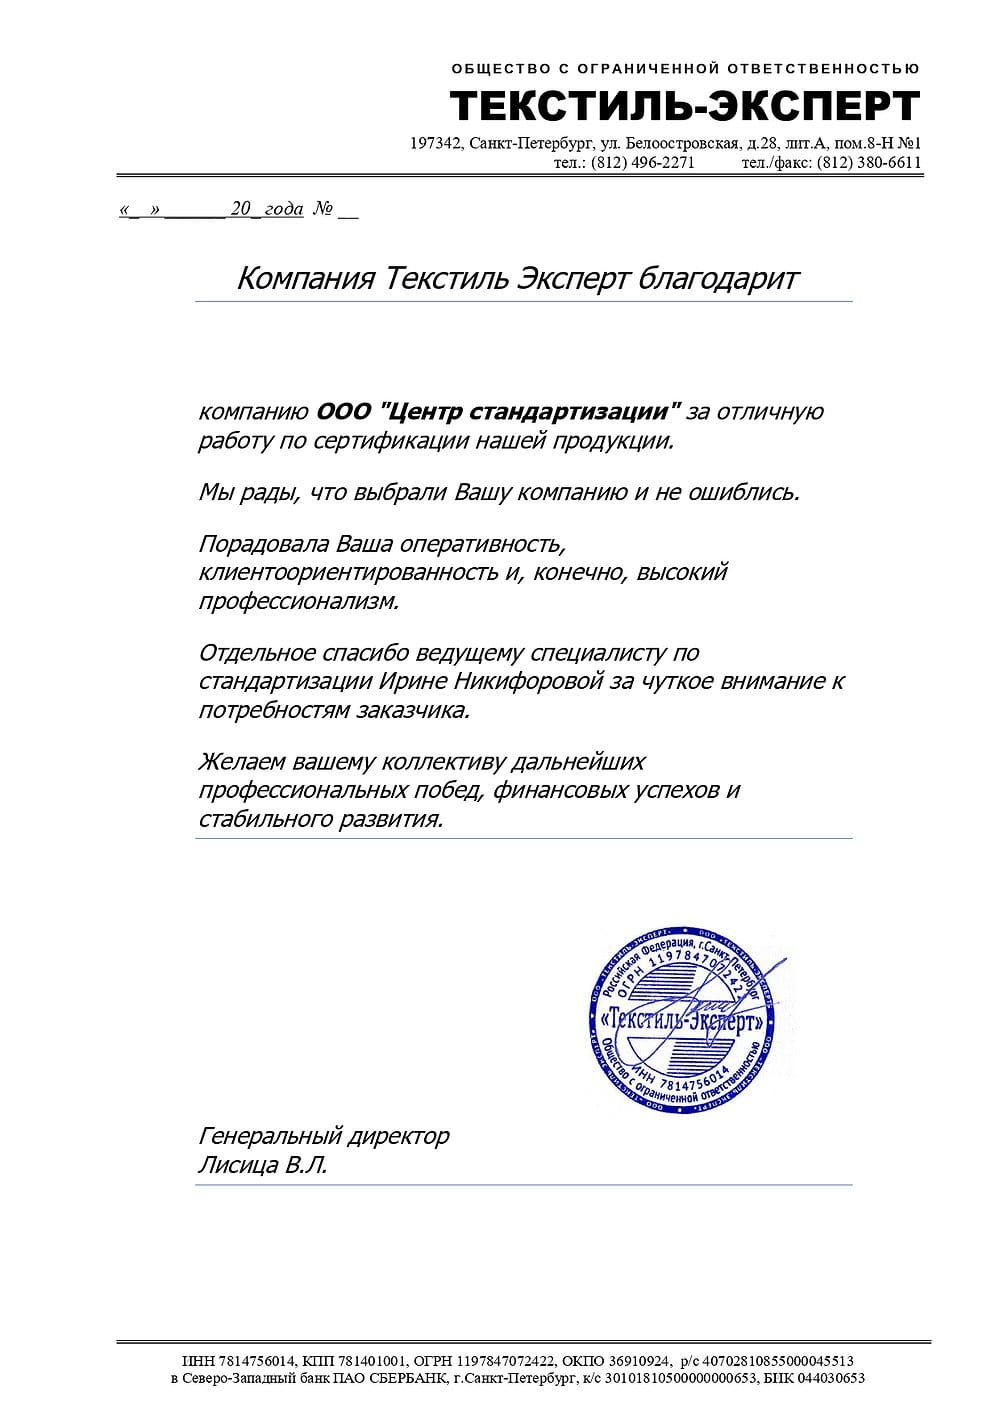 ОБЩЕСТВО С ОГРАНИЧЕННОЙ ОТВЕТСТВЕННОСТЬЮ
ТЕКСТИЛЬ-ЭКСПЕРТ
197342, Санкт-Петербург, ул. Белоостровская, д.28, лит.А, пом.8-Н №1
тел.: (812) 496-2271 тел./факс: (812) 380-6611
«_ » ______ 20_ года № __
Компания Текстиль Эксперт благодарит
компанию ООО "Центр стандартизации" за отличную
работу по сертификации нашей продукции.
Мы рады, что выбрали Вашу компанию и не ошиблись.
Порадовала Ваша оперативность,
клиентоориентированность и, конечно, высокий
профессионализм.
Отдельное спасибо ведущему специалисту по
стандартизации Ирине Никифоровой за чуткое внимание к
потребностям заказчика.
Желаем вашему коллективу дальнейших
профессиональных побед, финансовых успехов и
стабильного развития.
Российская Федерация, г.Санкт-Петербург
ОГРН 1197847072422
«Текстиль-Эксперт»
ИНН 7814756014
Общество с ограниченной ответственностью
Генеральный директор
Лисица В.Л.
ИНН 7814756014, КПП 781401001, ОГРН 1197847072422, ОКПО 36910924, р/с 40702810855000045513
в Северо-Западный банк ПАО СБЕРБАНК, г.Санкт-Петербург, к/с 30101810500000000653, БИК 044030653